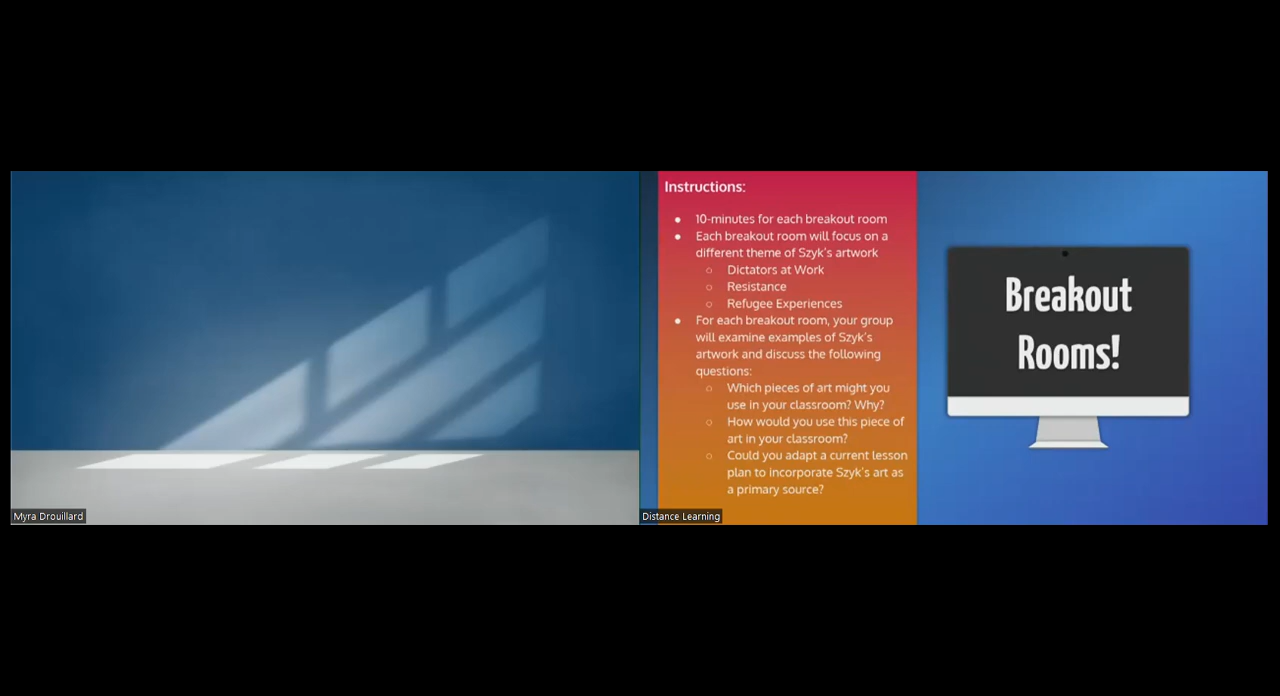 Instructions:
● 10-minutes for each breakout room
● Each breakout room will focus on a
different theme of Szyk's artwork
○ Dictators at Work
○ Resistance
○ Refugee Experiences
● For each breakout room, your group
will examine examples of Szyk's
artwork and discuss the following
questions:
○ Which pieces of art might you
use in your classroom? Why?
○ How would you use this piece of
art in your classroom?
○ Could you adapt a current lesson
plan to incorporate Szyk's art as
a primary source?
Breakout
Rooms!
Myra Drouillard
Distance Learning